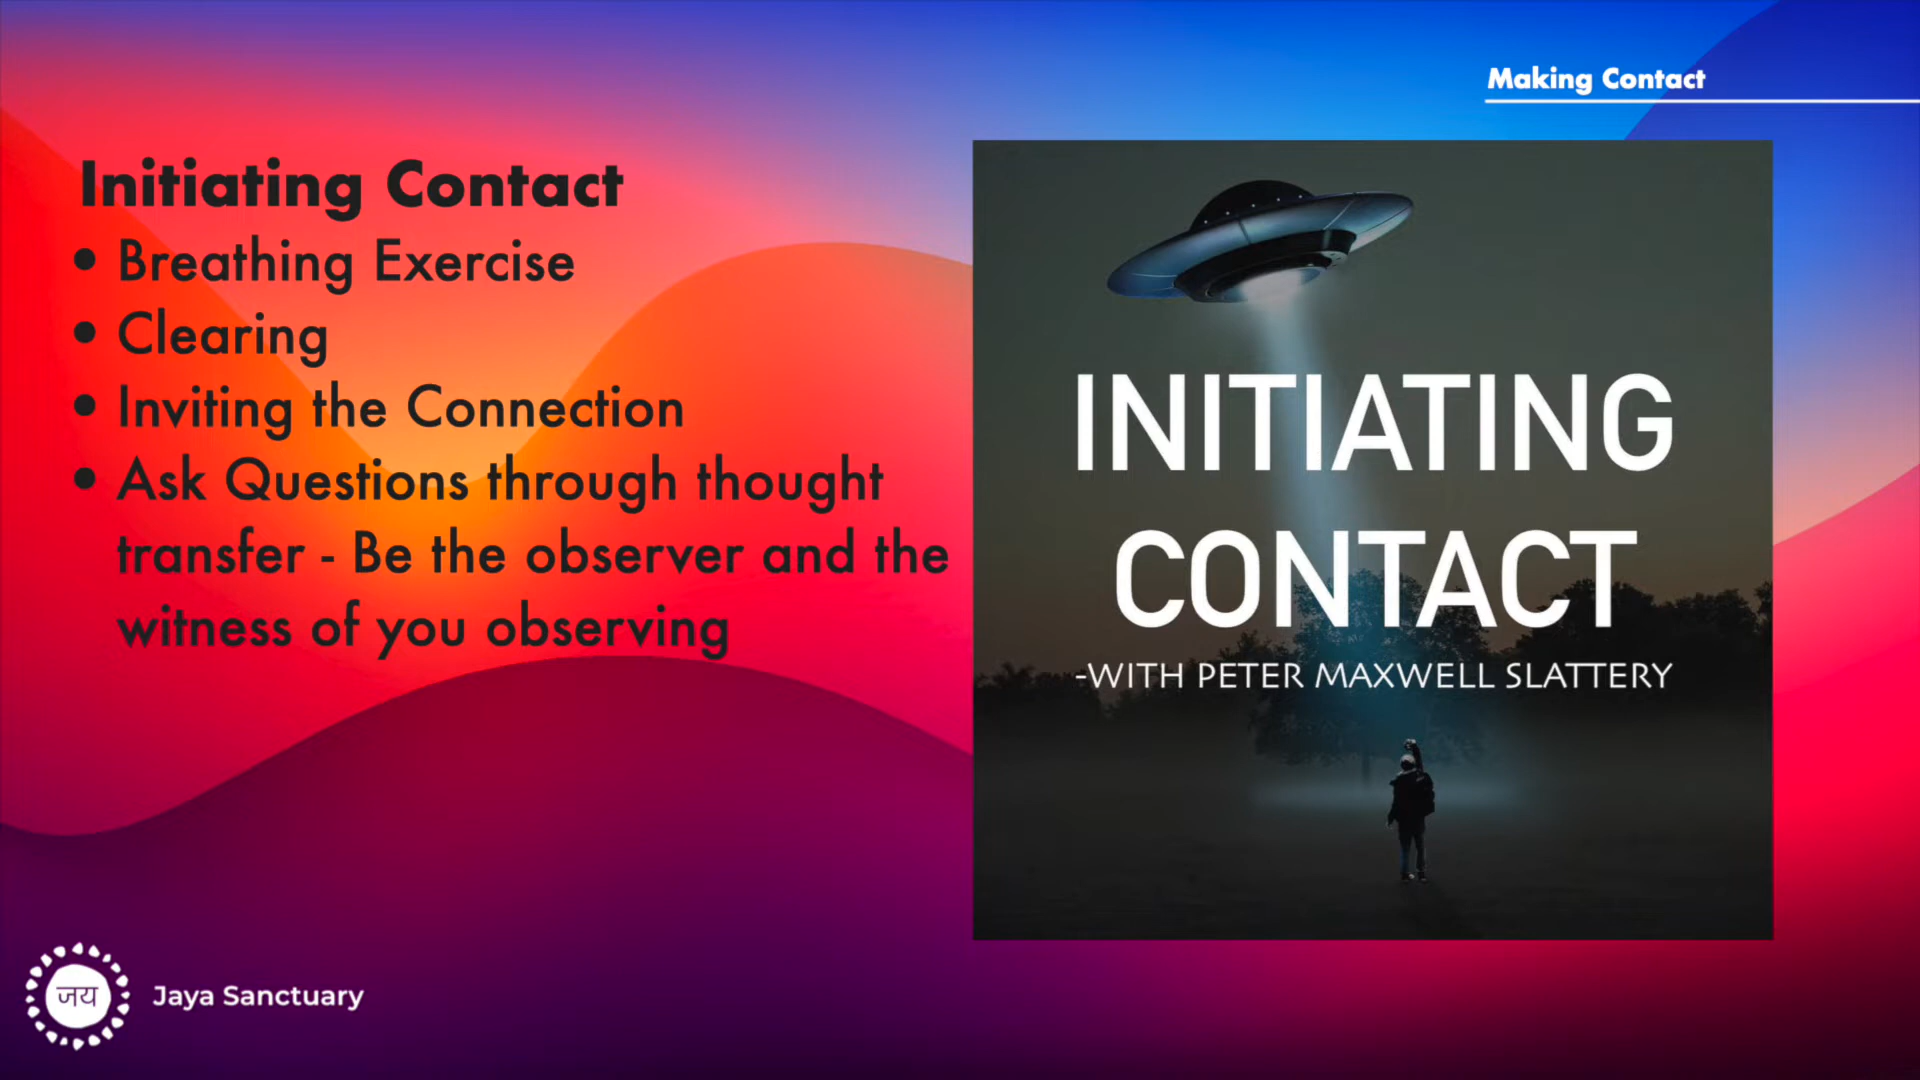 Making Contact
Initiating Contact
• Breathing Exercise
• Clearing
• Inviting the Connection
• Ask Questions through thought
transfer - Be the observer and the
witness of you observing
INITIATING
CONTACT
-WITH PETER MAXWELL SLATTERY
जय
Jaya Sanctuary